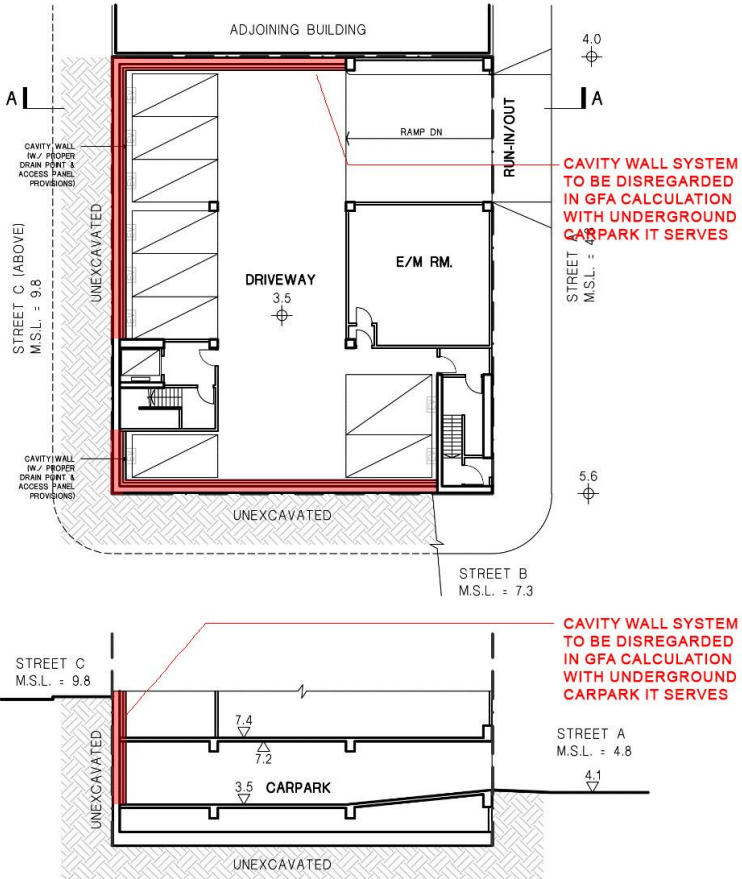 ADJOINING BUILDING
4.0
A
A
RAMP DN
RUN-IN/OUT
CAVITY WALL
(W./ PROPER
DRAIN POINT &
ACCESS PANEL
PROVISIONS)
CAVITY WALL SYSTEM
TO BE DISREGARDED
IN GFA CALCULATION
WITH UNDERGROUND
CARPARK IT SERVES
STREET C (ABOVE)
M.S.L. = 9.8
UNEXCAVATED
DRIVEWAY
3.5
E/M RM.
STREET A
M.S.L. =
CAVITY WALL
(W./ PROPER
DRAIN POINT &
ACCESS PANEL
PROVISIONS)
5.6
UNEXCAVATED
STREET B
M.S.L. = 7.3
CAVITY WALL SYSTEM
TO BE DISREGARDED
IN GFA CALCULATION
WITH UNDERGROUND
CARPARK IT SERVES
STREET C
M.S.L. = 9.8
7.4
7.2
STREET A
M.S.L. = 4.8
UNEXCAVATED
3.5
CARPARK
4.1
UNEXCAVATED